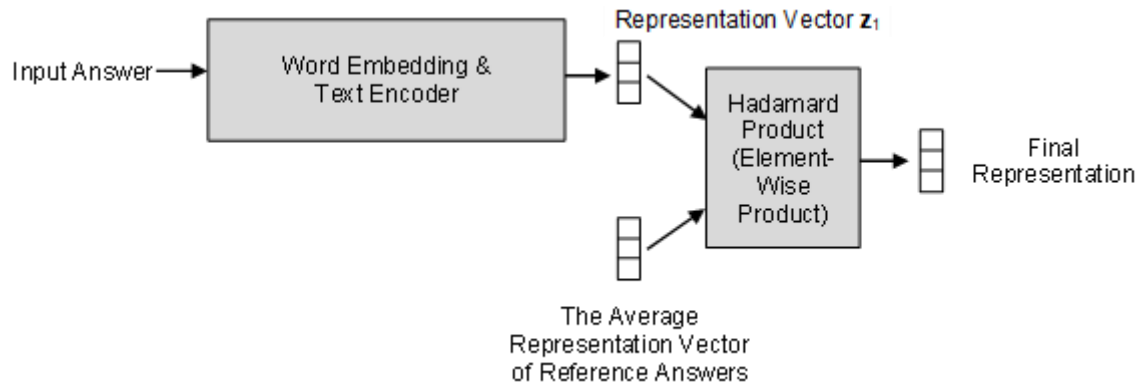 Representation Vector z₁
Input Answer
Word Embedding &
Text Encoder
Hadamard
Product
(Element-
Wise
Product)
Final
Representation
The Average
Representation Vector
of Reference Answers